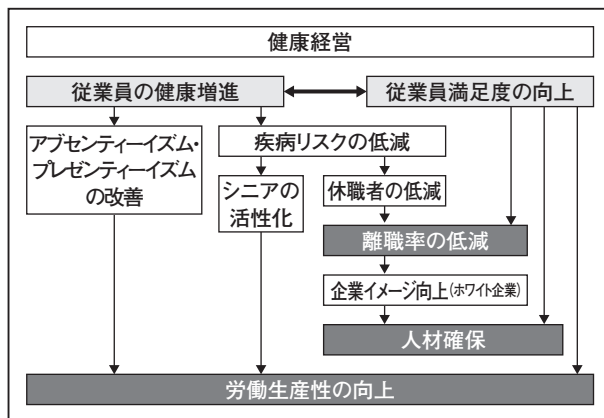 健康経営
従業員の健康増進
従業員満足度の向上
アブセンティーイズム・
プレゼンティーイズム
の改善
疾病リスクの低減
シニアの
活性化
休職者の低減
離職率の低減
企業イメージ向上(ホワイト企業)
人材確保
労働生産性の向上